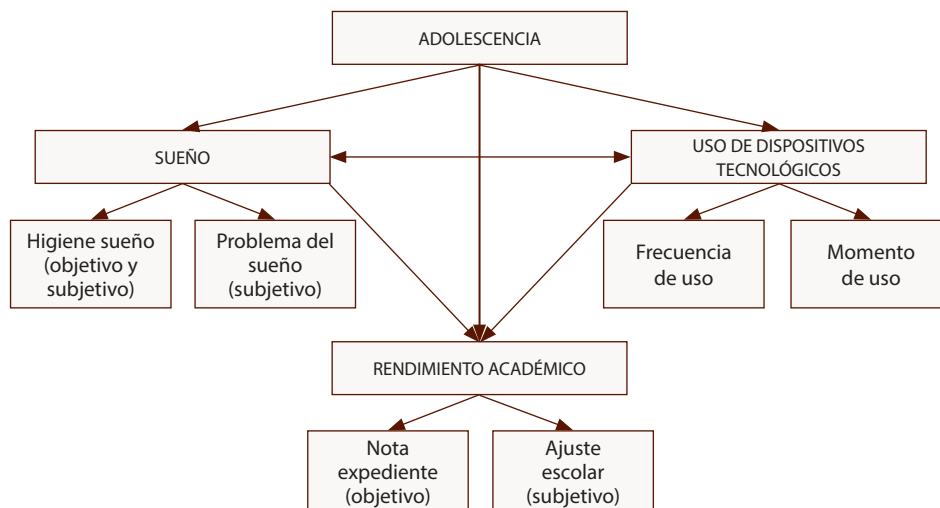 ADOLESCENCIA
SUEÑO
USO DE DISPOSITIVOS
TECNOLÓGICOS
Higiene sueño
(objetivo y
subjetivo)
Problema del
sueño
(subjetivo)
Frecuencia
de uso
Momento
de uso
RENDIMIENTO ACADÉMICO
Nota
expediente
(objetivo)
Ajuste
escolar
(subjetivo)